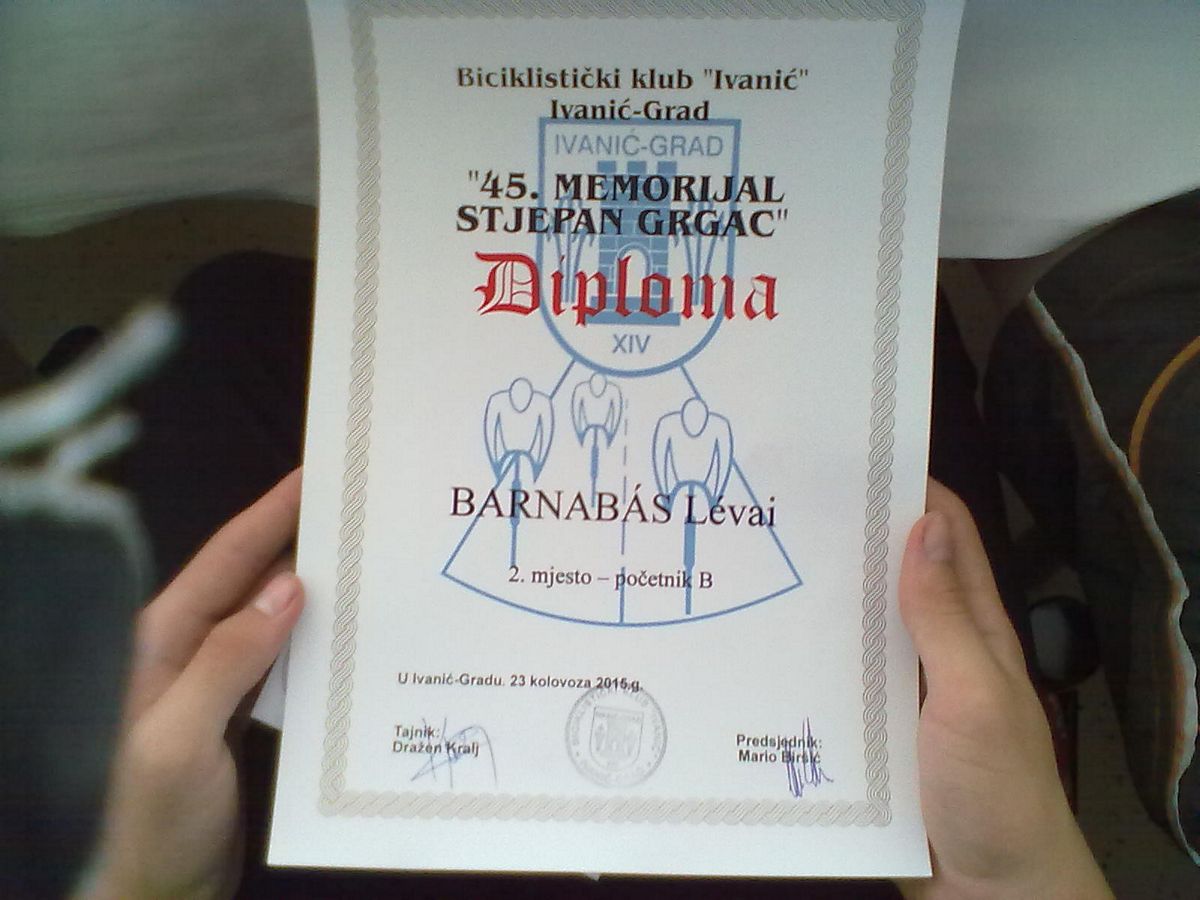 Biciklistički klub "Ivanić"
Ivanić-Grad
IVANIĆ-GRAD
"45. MEMORIJAL
STJEPAN GRGAC"
Diploma
XIV
BARNABÁS Lévai
2. mjesto – početnik B
U Ivanić-Gradu. 23 kolovoza 2015.g.
Tajnik:
Dražen Kralj
Predsjednik:
Mario Biršić